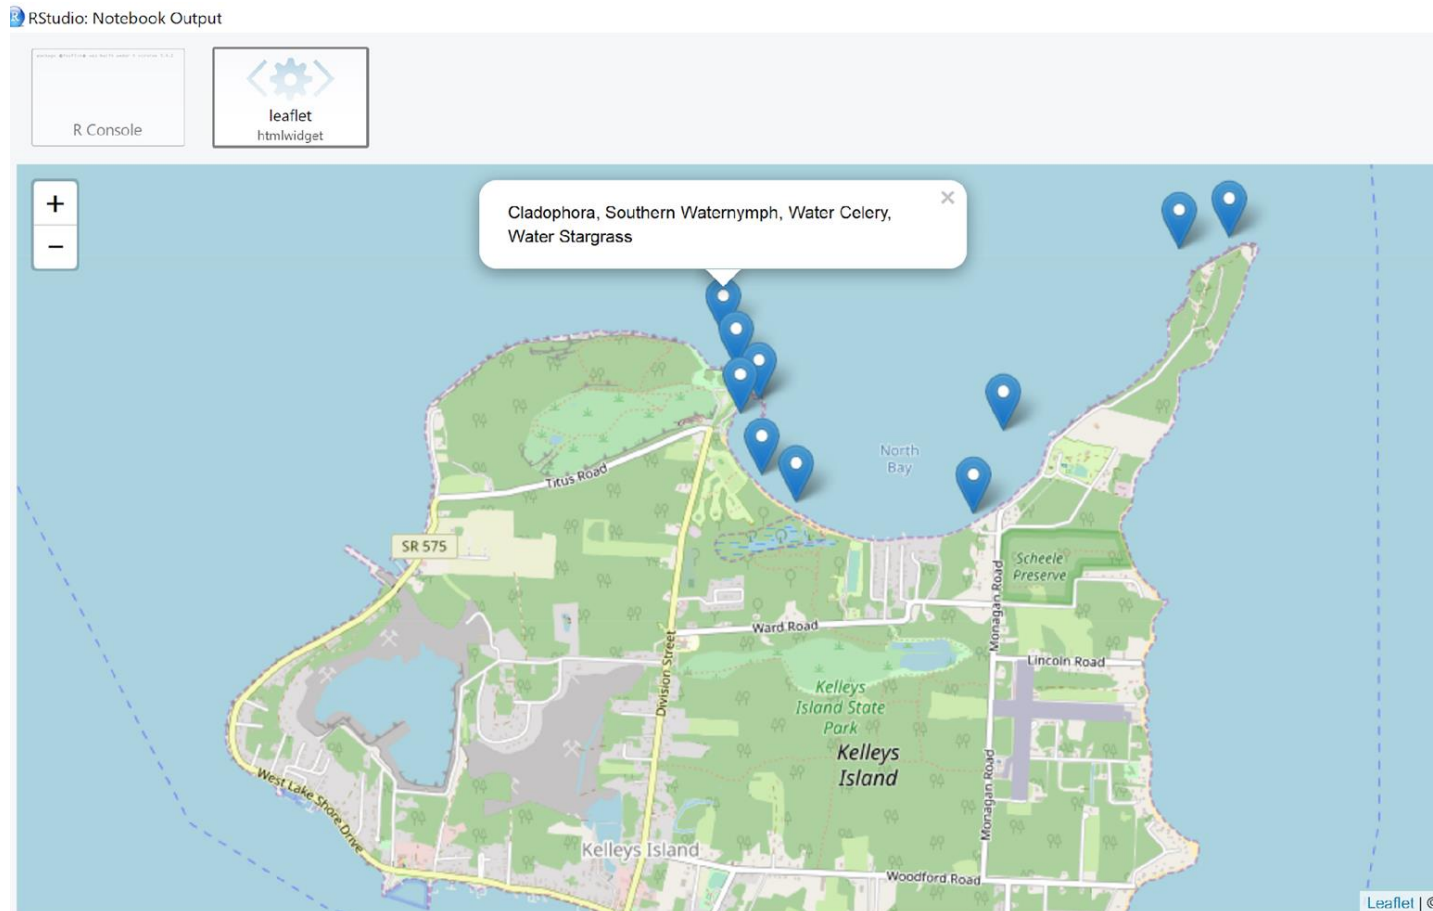 RStudio: Notebook Output
R Console
leaflet
htmlwidget
+
−
Cladophora, Southern Waternymph, Water Celery,
Water Stargrass
×
North
Bay
Titus Road
SR 575
Scheele
Preserve
Monagan Road
Ward Road
Division Street
Lincoln Road
Kelleys
Island State
Park
Kelleys
Island
West Lake Shore Drive
Monagan Road
Kelleys Island
Woodford Road
Leaflet | ©